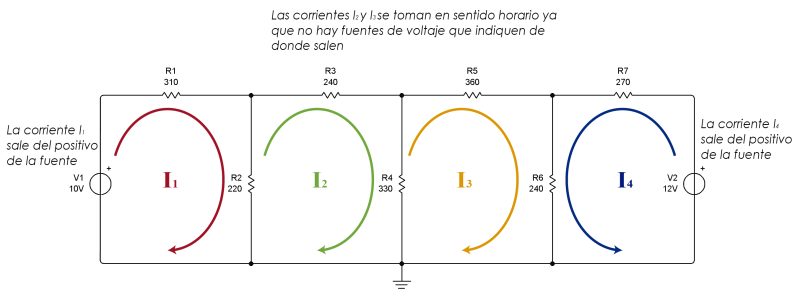 Las corrientes I₂ y I₃ se toman en sentido horario ya
que no hay fuentes de voltaje que indiquen de
donde salen
R1
310
R3
240
R5
360
R7
270
La corriente I₁
sale del positivo
de la fuente
La corriente I₄
sale del positivo
de la fuente
+
V1
10V
I₁
R2
220
I₂
R4
330
I₃
R6
240
I₄
+
V2
12V